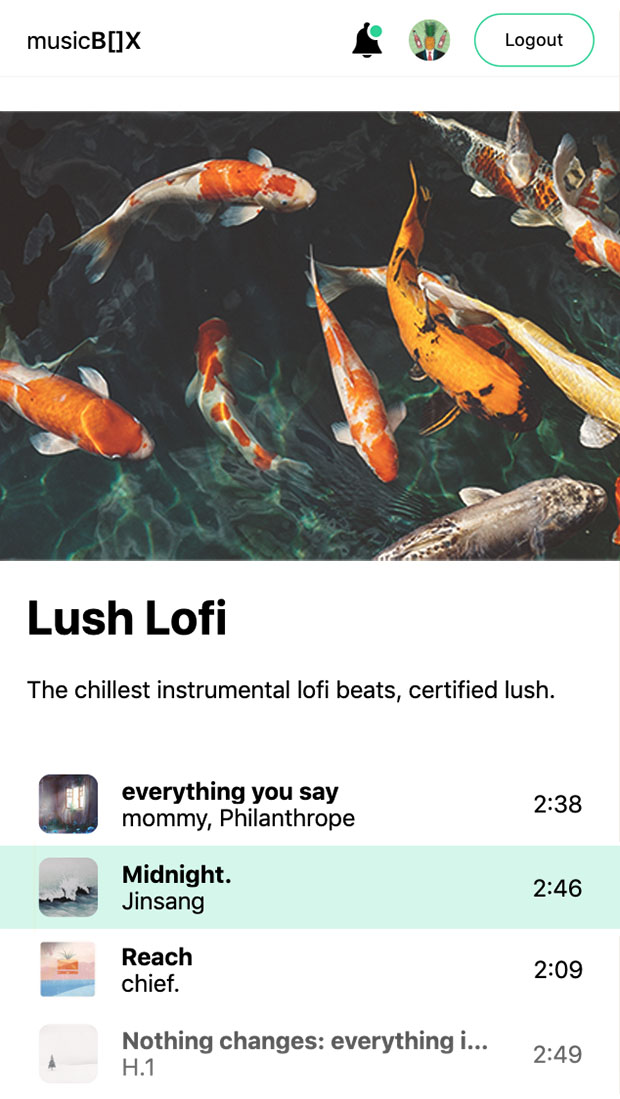 musicB[]X
Logout
Lush Lofi
The chillest instrumental lofi beats, certified lush.
everything you say
mommy, Philanthrope
2:38
Midnight.
Jinsang
2:46
Reach
chief.
2:09
Nothing changes: everything i...
H.1
2:49